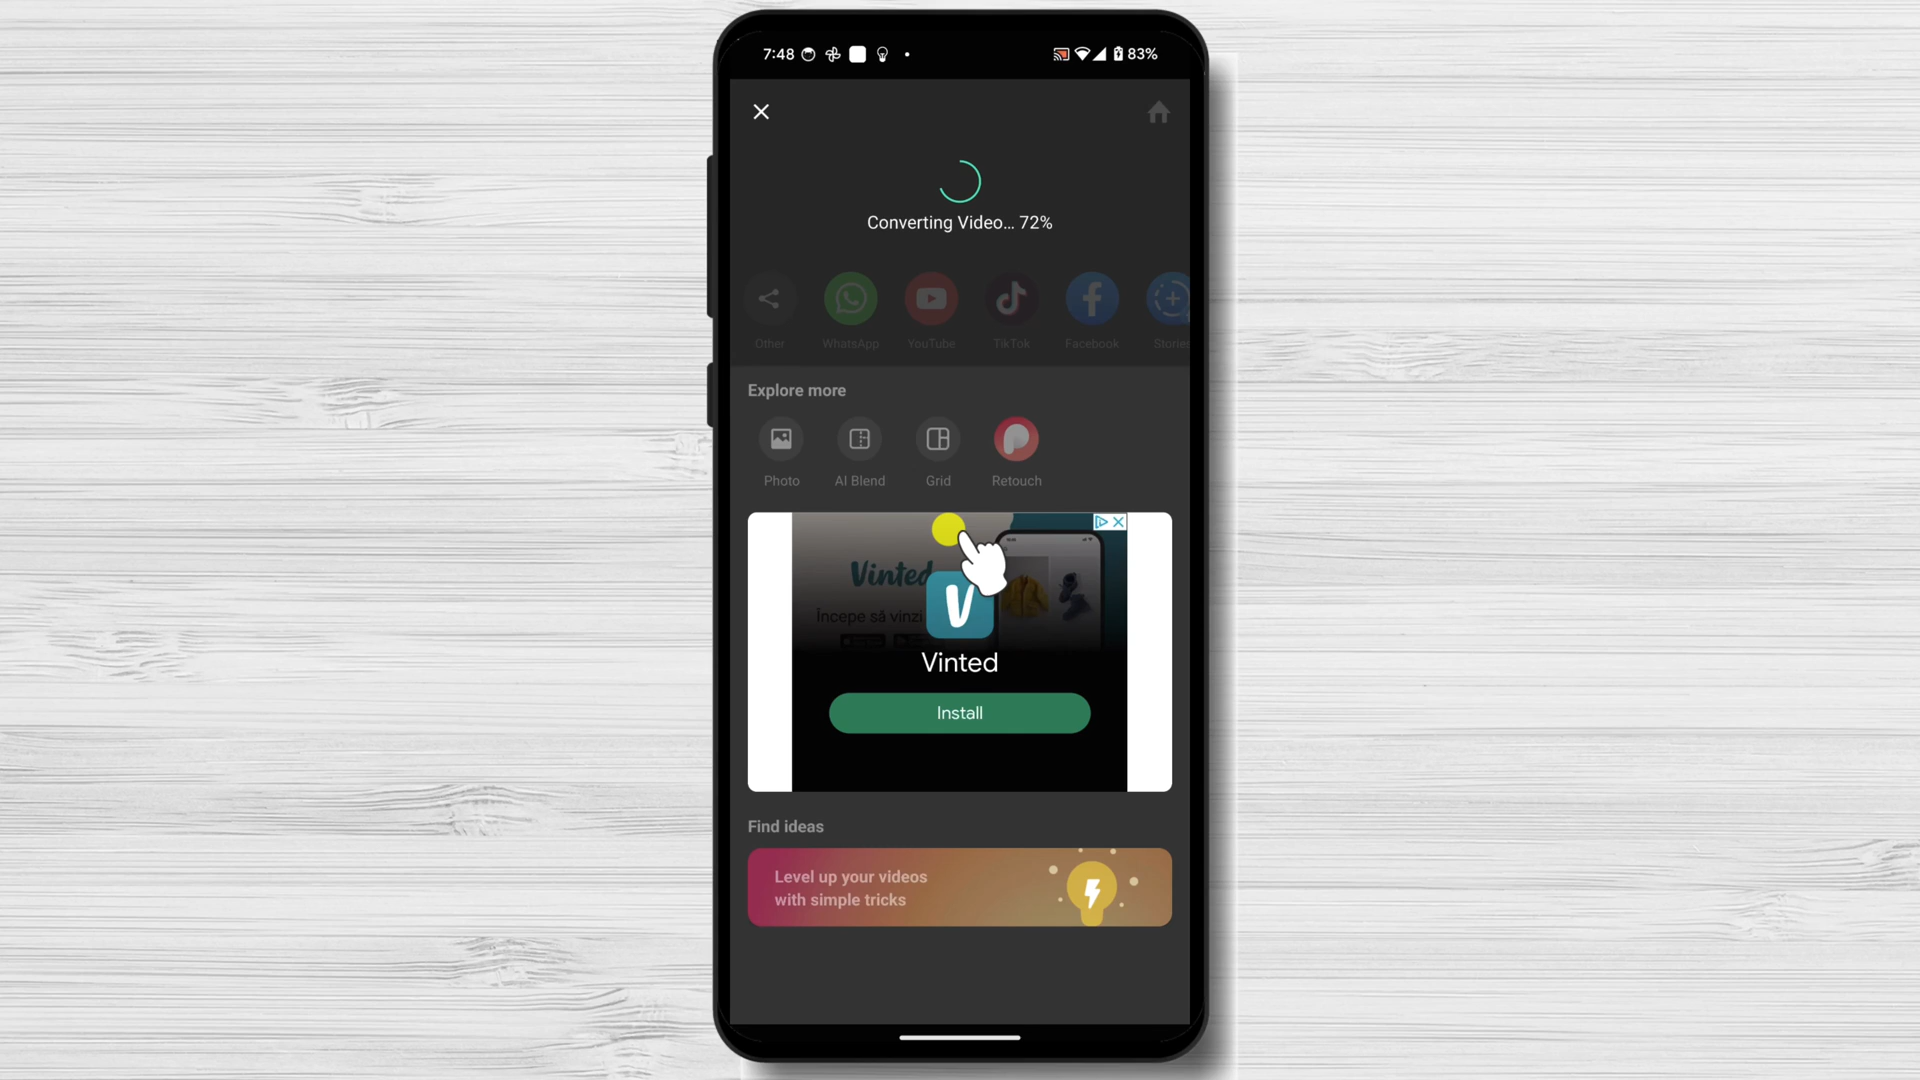 7:48
83%
Converting Video... 72%
Other
WhatsApp
YouTube
TikTok
Facebook
Stories
Explore more
Photo
AI Blend
Grid
Retouch
Vinted
Începe să vinzi
V
Vinted
Install
Find ideas
Level up your videos
with simple tricks